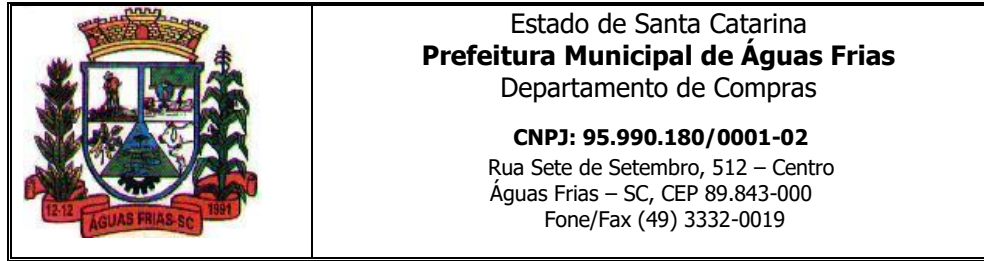 Estado de Santa Catarina
Prefeitura Municipal de Águas Frias
Departamento de Compras
CNPJ: 95.990.180/0001-02
Rua Sete de Setembro, 512 – Centro
Águas Frias – SC, CEP 89.843-000
Fone/Fax (49) 3332-0019
12-12
ÁGUAS FRIAS-SC
1991